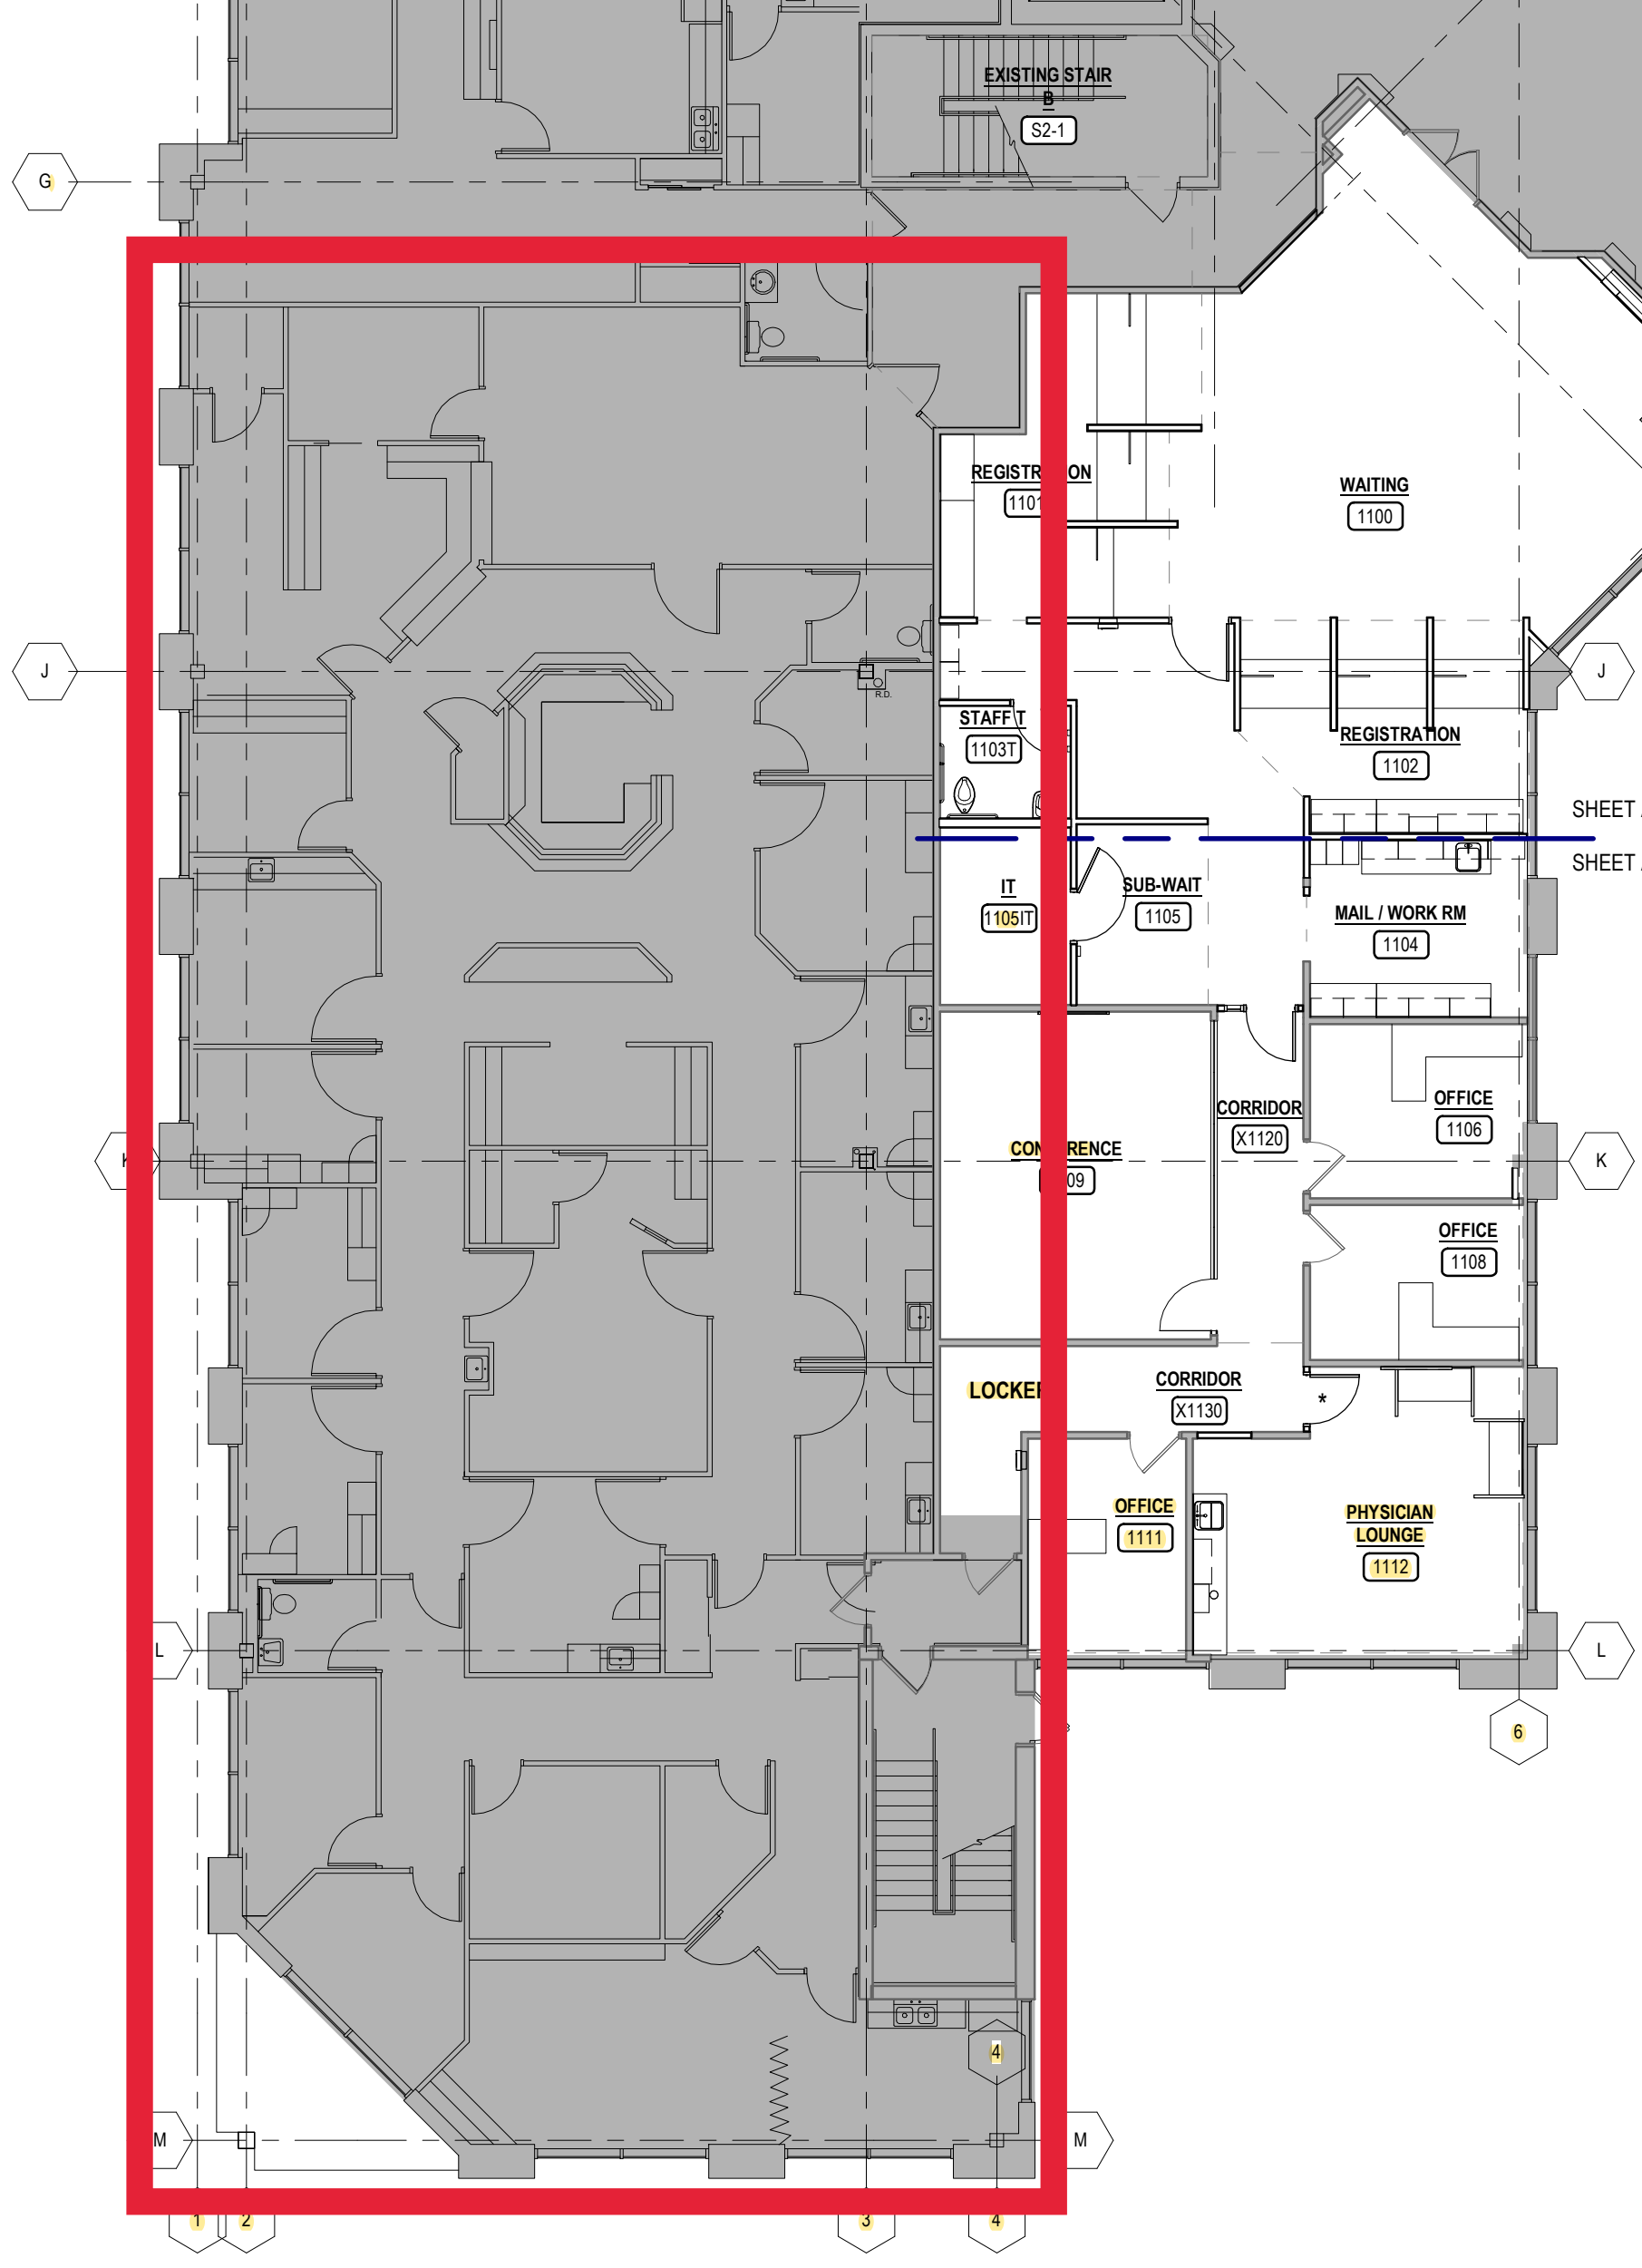 EXISTING STAIR
B
S2-1
G
REGISTR ON
1101
WAITING
1100
J
J
R.D.
STAFF T
1103T
REGISTRATION
1102
SHEET
SHEET
IT
1105IT
SUB-WAIT
1105
MAIL / WORK RM
1104
OFFICE
1106
CORRIDOR
X1120
CON RENCE
09
K
K
OFFICE
1108
LOCKE
CORRIDOR
X1130
*
OFFICE
1111
PHYSICIAN
LOUNGE
1112
L
L
6
4
M
M
1
2
3
4